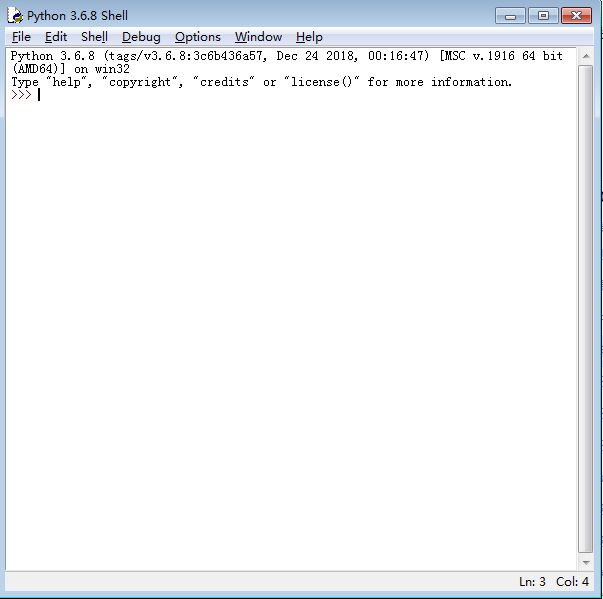 Python 3.6.8 Shell
File Edit Shell Debug Options Window Help
Python 3.6.8 (tags/v3.6.8:3c6b436a57, Dec 24 2018, 00:16:47) [MSC v.1916 64 bit
(AMD64)] on win32
Type "help", "copyright", "credits" or "license()" for more information.
>>>
Ln: 3 Col: 4